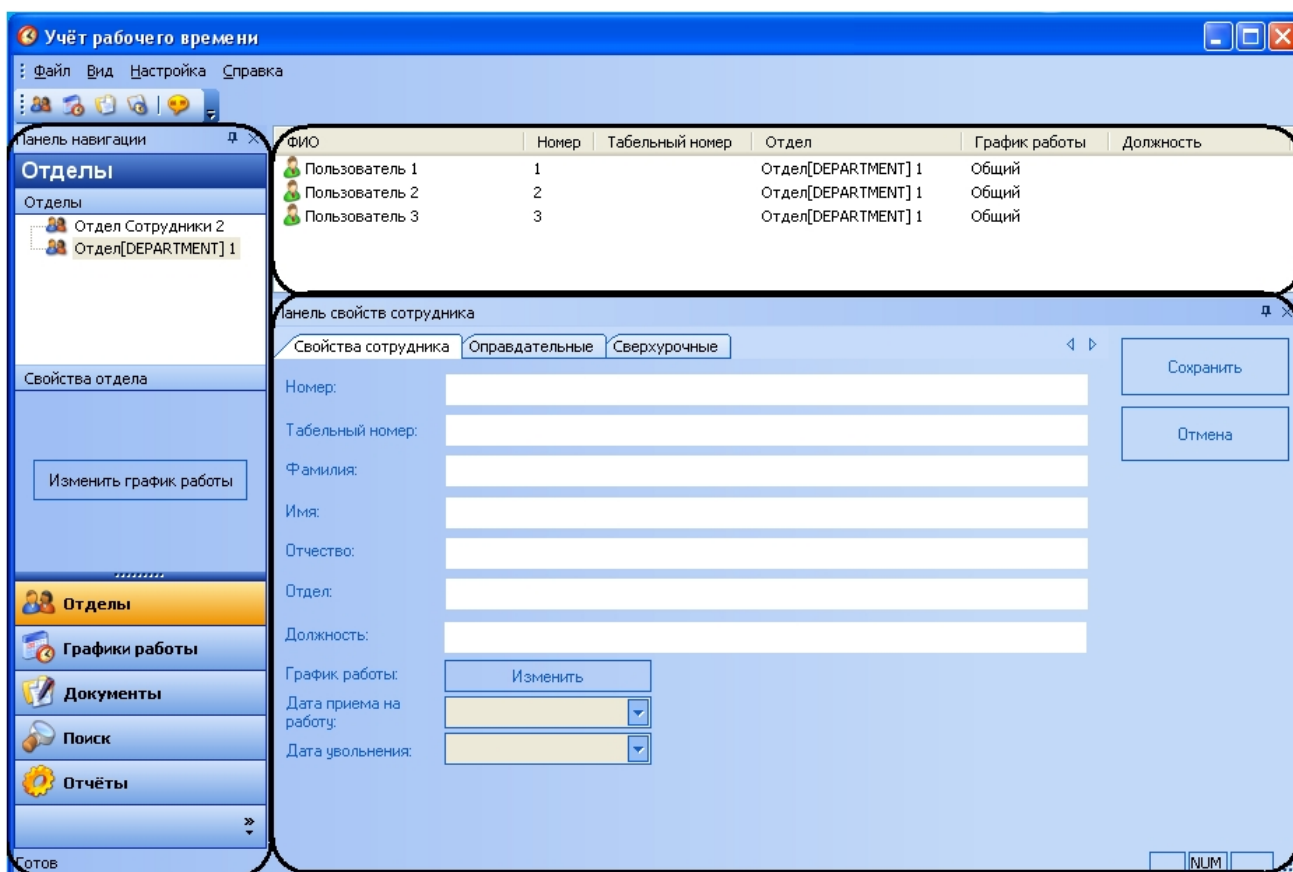 Учёт рабочего времени
Файл Вид Настройка Справка
Панель навигации
Отделы
Отделы
Отдел Сотрудники 2
Отдел[DEPARTMENT] 1
Свойства отдела
Изменить график работы
Отделы
Графики работы
Документы
Поиск
Отчёты
Готов
ФИО Номер Табельный номер Отдел График работы Должность
Пользователь 1 1 Отдел[DEPARTMENT] 1 Общий
Пользователь 2 2 Отдел[DEPARTMENT] 1 Общий
Пользователь 3 3 Отдел[DEPARTMENT] 1 Общий
Панель свойств сотрудника
Свойства сотрудника Оправдательные Сверхурочные
Номер:
Табельный номер:
Фамилия:
Имя:
Отчество:
Отдел:
Должность:
График работы: Изменить
Дата приема на
работу:
Дата увольнения:
Сохранить
Отмена
NUM